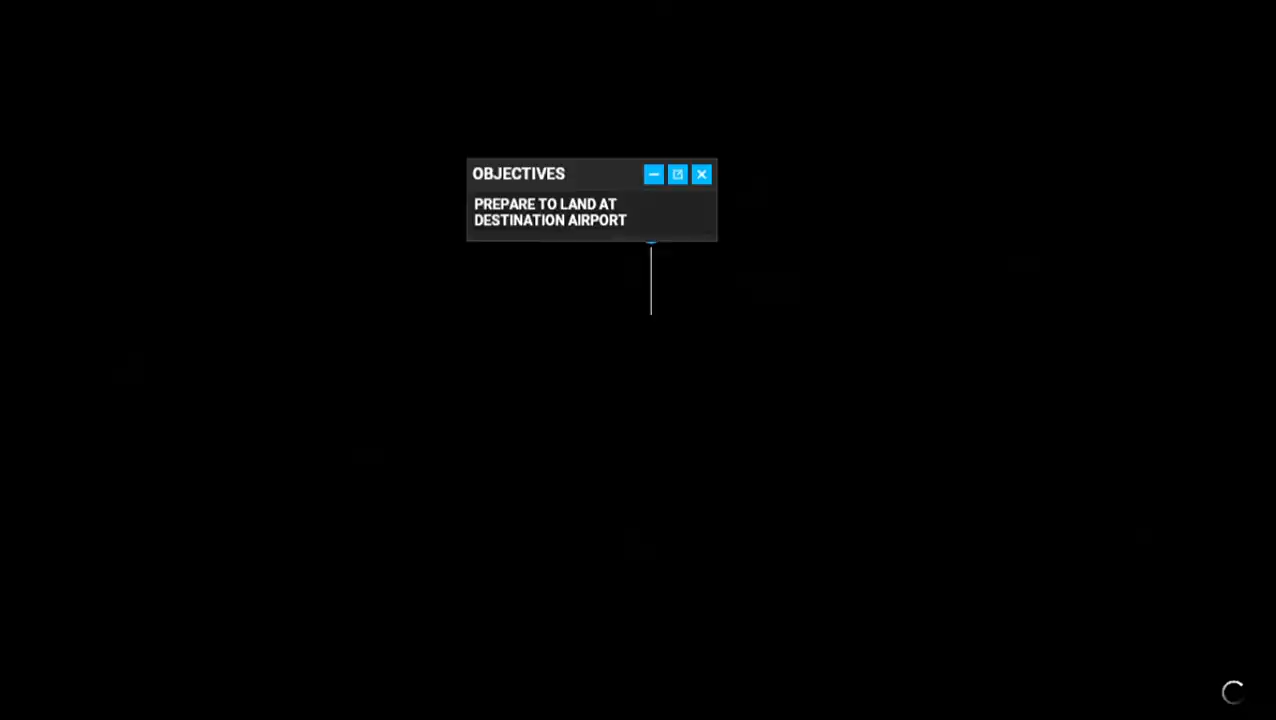 OBJECTIVES
PREPARE TO LAND AT
DESTINATION AIRPORT